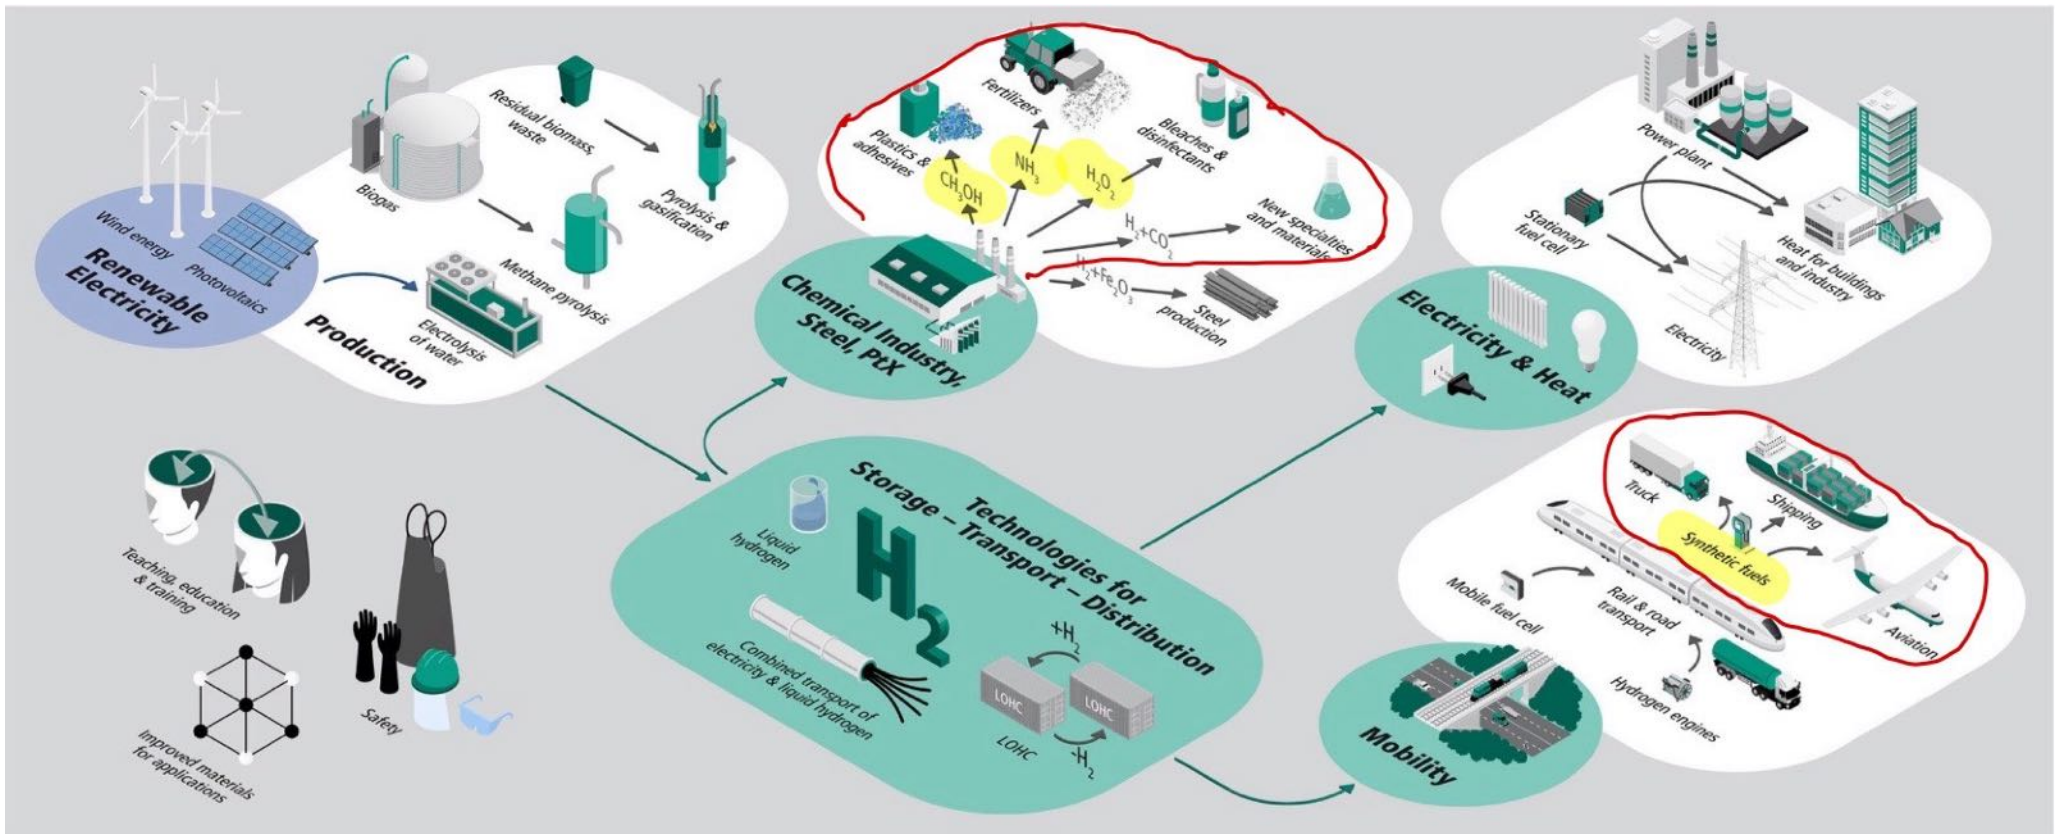 Wind energy
Photovoltaics
Renewable
Electricity
Biogas
Residual biomass,
waste
Pyrolysis &
gasification
Methane pyrolysis
Electrolysis
of water
Production
Plastics &
adhesives
Fertilizers
Bleaches &
disinfectants
CH3OH
NH3
H2O2
H2+CO2
New specialties
and materials
H2+Fe2O3
Steel
production
Chemical Industry,
Steel, PtX
Power plant
Stationary
fuel cell
Heat for buildings
and industry
Electricity
Electricity & Heat
Technologies for
Storage – Transport – Distribution
Liquid
hydrogen
H2
Combined transport of
electricity & liquid hydrogen
+H2
LOHC
LOHC
LOHC
-H2
Truck
Shipping
Synthetic fuels
Aviation
Mobile fuel cell
Rail & road
transport
Hydrogen engines
Mobility
Teaching, education
& training
Safety
Improved materials
for applications